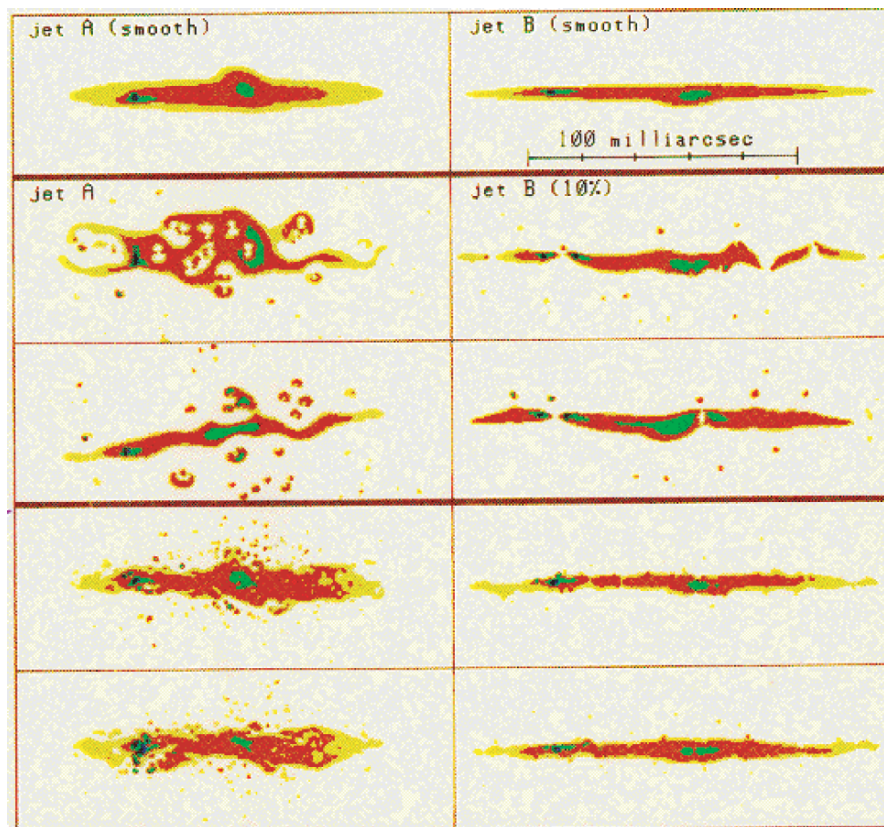 jet A (smooth)
jet B (smooth)
100 milliarcsec
jet A
jet B (10%)